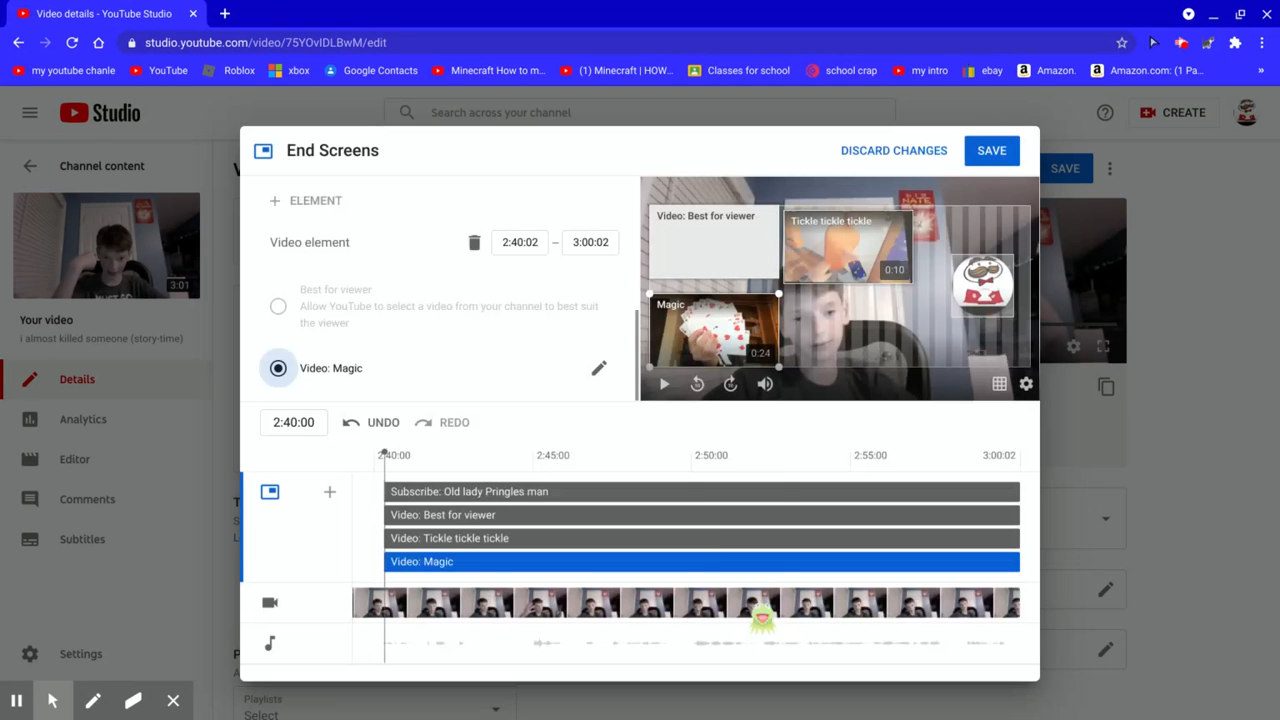 Video details - YouTube Studio
studio.youtube.com/video/75YOvIDLBwM/edit
my youtube chanle
YouTube
Roblox
xbox
Google Contacts
Minecraft How to m...
(1) Minecraft | HOW...
Classes for school
school crap
my intro
ebay
Amazon.
Amazon.com: (1 Pa...
»
Studio
Search across your channel
CREATE
Channel content
SAVE
3:01
Your video
i almost killed someone (story-time)
Details
Analytics
Editor
Comments
Subtitles
Settings
End Screens
DISCARD CHANGES
SAVE
ELEMENT
Video element
2:40:02 – 3:00:02
Best for viewer
Allow YouTube to select a video from your channel to best suit
the viewer
Video: Magic
Video: Best for viewer
Tickle tickle tickle
0:10
Magic
0:24
2:40:00
UNDO
REDO
2:40:00
2:45:00
2:50:00
2:55:00
3:00:02
Subscribe: Old lady Pringles man
Video: Best for viewer
Video: Tickle tickle tickle
Video: Magic
Playlists
Select